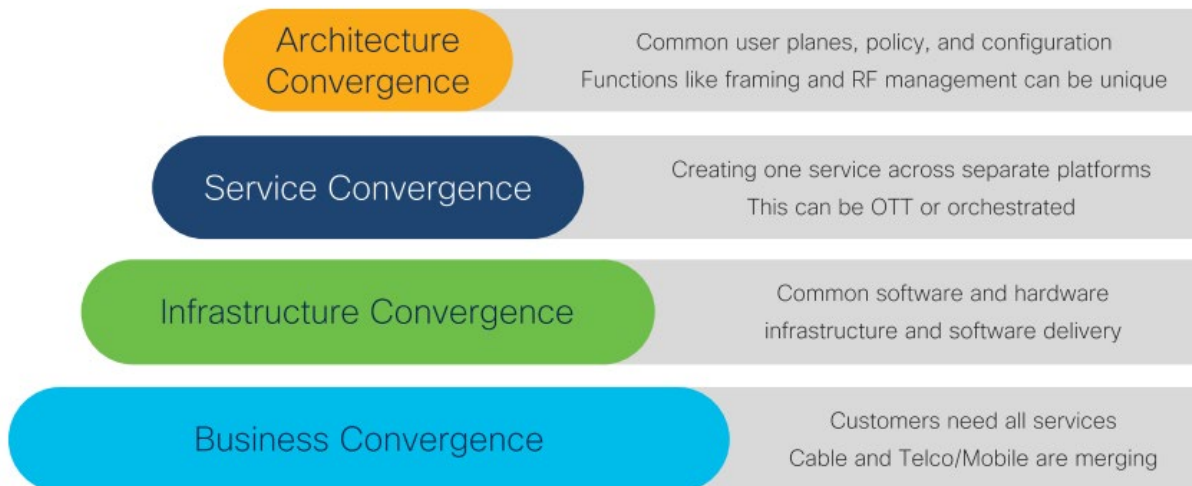 Architecture
Convergence
Common user planes, policy, and configuration
Functions like framing and RF management can be unique
Service Convergence
Creating one service across separate platforms
This can be OTT or orchestrated
Infrastructure Convergence
Common software and hardware
infrastructure and software delivery
Business Convergence
Customers need all services
Cable and Telco/Mobile are merging